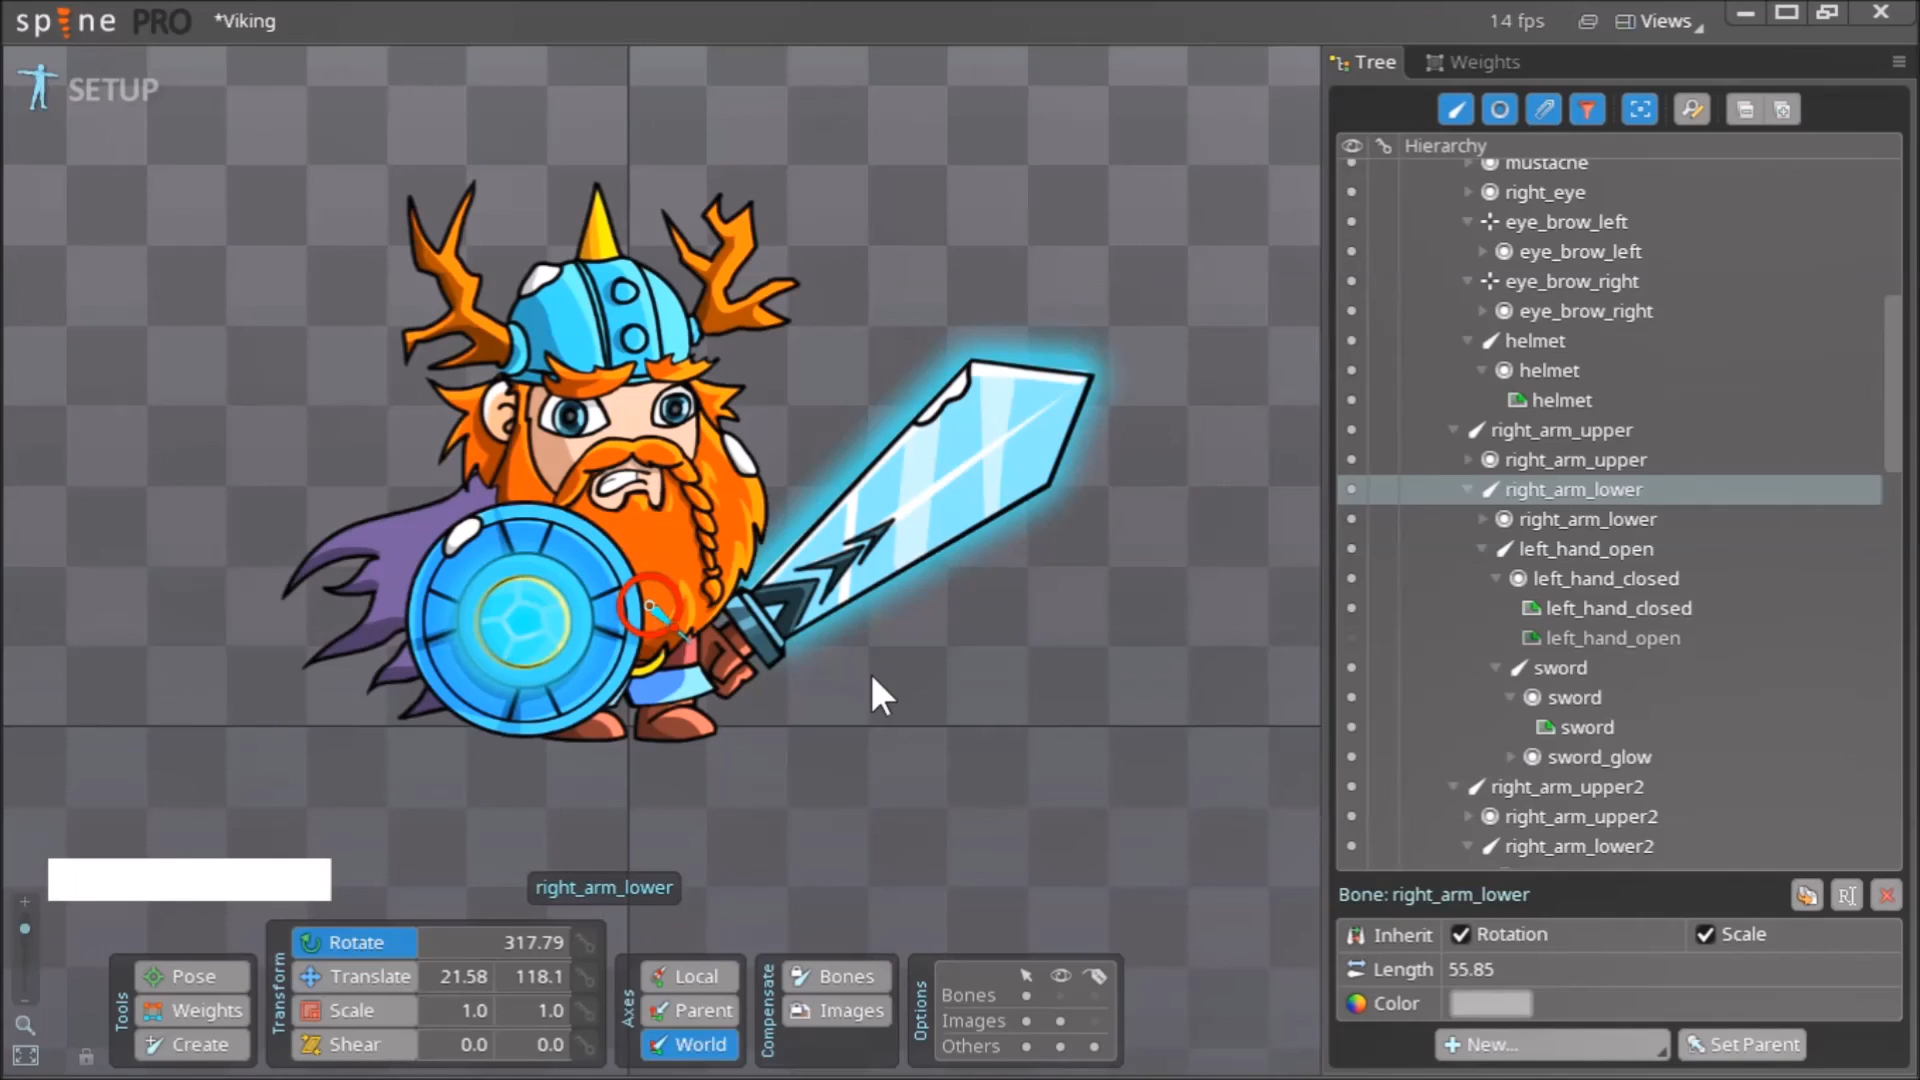 spine PRO *Viking 14 fps Views
SETUP
Tree Weights
Hierarchy
mustache
right_eye
eye_brow_left
eye_brow_left
eye_brow_right
eye_brow_right
helmet
helmet
helmet
right_arm_upper
right_arm_upper
right_arm_lower
right_arm_lower
left_hand_open
left_hand_closed
left_hand_closed
left_hand_open
sword
sword
sword
sword_glow
right_arm_upper2
right_arm_upper2
right_arm_lower2
Bone: right_arm_lower
Inherit Rotation Scale
Length 55.85
Color
New... Set Parent
right_arm_lower
Tools
Pose
Weights
Create
Transform
Rotate 317.79
Translate 21.58 118.1
Scale 1.0 1.0
Shear 0.0 0.0
Axes
Local
Parent
World
Compensate
Bones
Images
Options
Bones
Images
Others